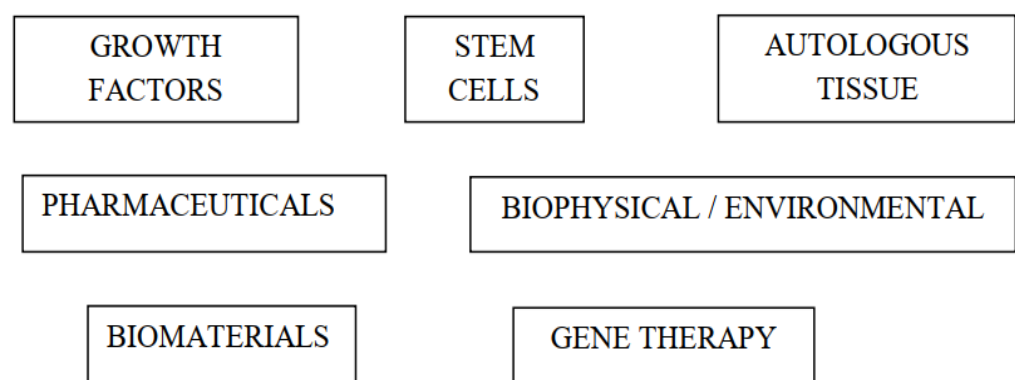 GROWTH
FACTORS
STEM
CELLS
AUTOLOGOUS
TISSUE
PHARMACEUTICALS
BIOPHYSICAL / ENVIRONMENTAL
BIOMATERIALS
GENE THERAPY